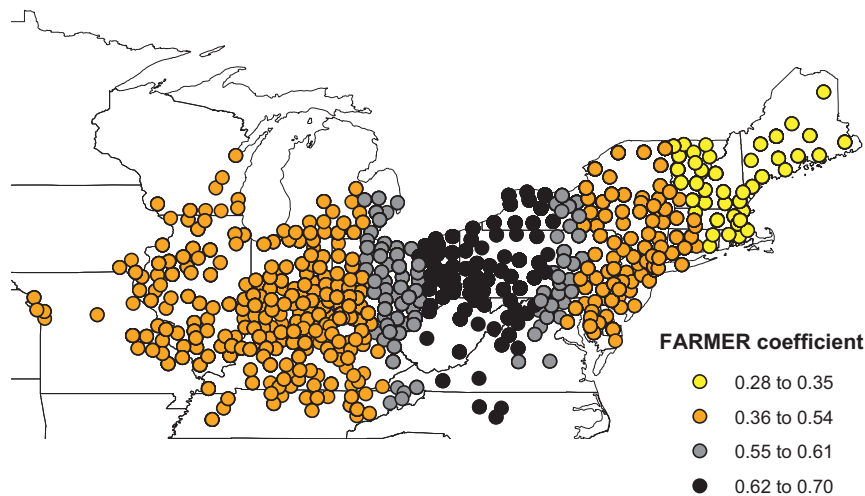 FARMER coefficient
0.28 to 0.35
0.36 to 0.54
0.55 to 0.61
0.62 to 0.70